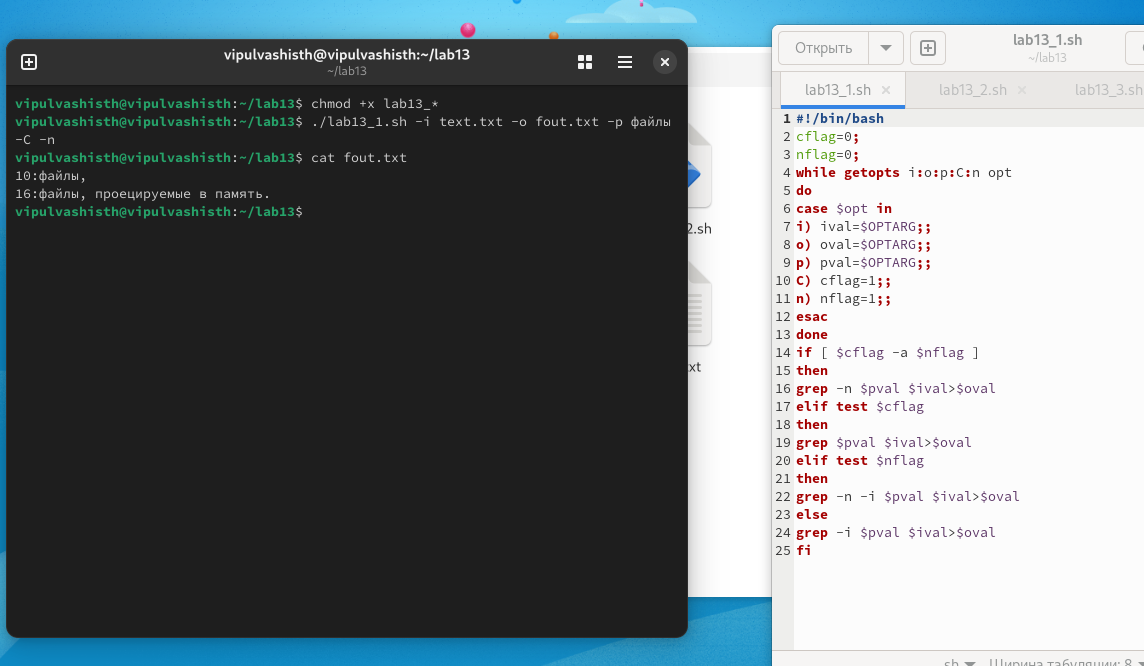 vipulvashisth@vipulvashisth:~/lab13
~/lab13
vipulvashisth@vipulvashisth:~/lab13$ chmod +x lab13_*
vipulvashisth@vipulvashisth:~/lab13$ ./lab13_1.sh -i text.txt -o fout.txt -p файлы
-C -n
vipulvashisth@vipulvashisth:~/lab13$ cat fout.txt
10:файлы,
16:файлы, проецируемые в память.
vipulvashisth@vipulvashisth:~/lab13$
2.sh
xt
Открыть
lab13_1.sh
~/lab13
lab13_1.sh
lab13_2.sh
lab13_3.sh
1 #!/bin/bash
2 cflag=0;
3 nflag=0;
4 while getopts i:o:p:C:n opt
5 do
6 case $opt in
7 i) ival=$OPTARG;;
8 o) oval=$OPTARG;;
9 p) pval=$OPTARG;;
10 C) cflag=1;;
11 n) nflag=1;;
12 esac
13 done
14 if [ $cflag -a $nflag ]
15 then
16 grep -n $pval $ival>$oval
17 elif test $cflag
18 then
19 grep $pval $ival>$oval
20 elif test $nflag
21 then
22 grep -n -i $pval $ival>$oval
23 else
24 grep -i $pval $ival>$oval
25 fi
sh
Ширина табуляции: 8